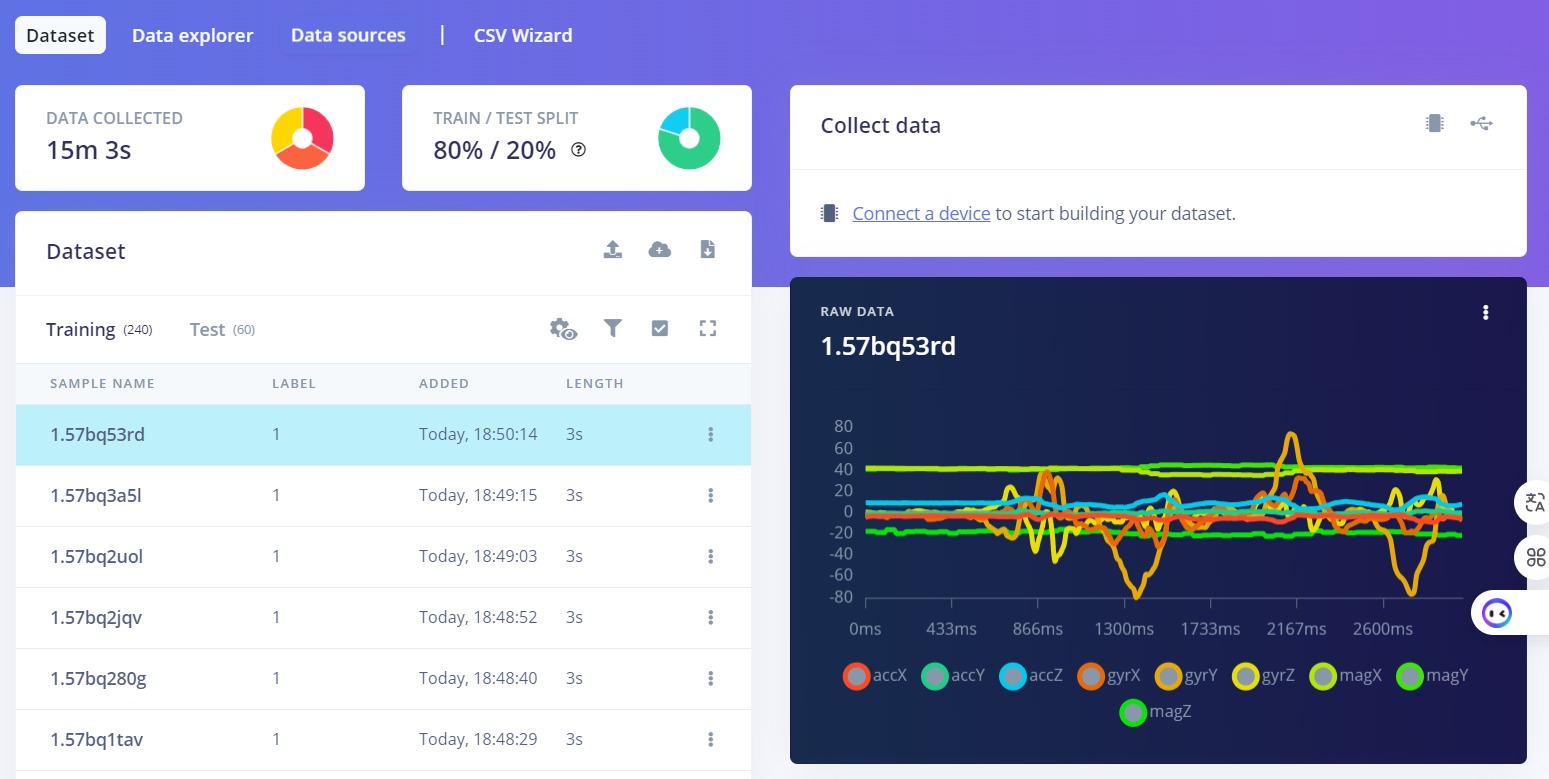 Dataset Data explorer Data sources | CSV Wizard
DATA COLLECTED
15m 3s
TRAIN / TEST SPLIT
80% / 20% ?
Collect data
Connect a device to start building your dataset.
Dataset
Training (240) Test (60)
SAMPLE NAME LABEL ADDED LENGTH
1.57bq53rd 1 Today, 18:50:14 3s
1.57bq3a5l 1 Today, 18:49:15 3s
1.57bq2uol 1 Today, 18:49:03 3s
1.57bq2jqv 1 Today, 18:48:52 3s
1.57bq280g 1 Today, 18:48:40 3s
1.57bq1tav 1 Today, 18:48:29 3s
RAW DATA
1.57bq53rd
80
60
40
20
0
-20
-40
-60
-80
0ms 433ms 866ms 1300ms 1733ms 2167ms 2600ms
accX accY accZ gyrX gyrY gyrZ magX magY
magZ